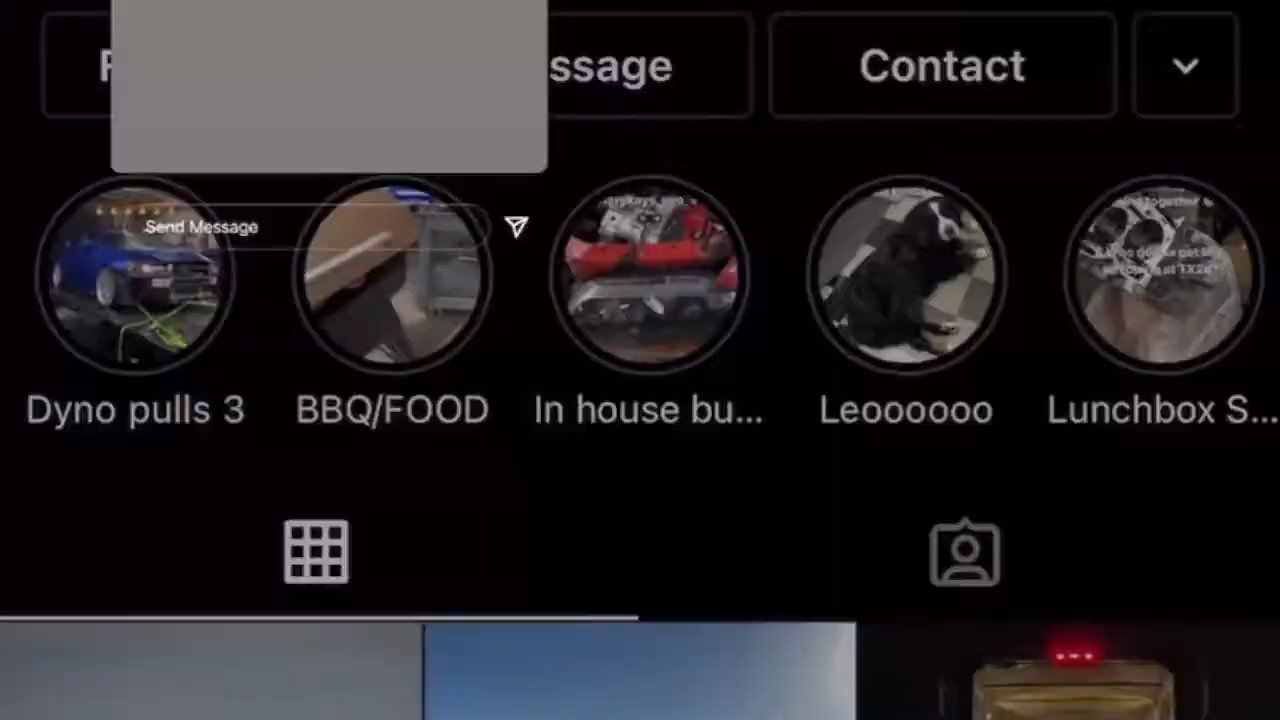 ssage
Contact
Send Message
Dyno pulls 3
BBQ/FOOD
In house bu...
Leoooooo
Lunchbox S...